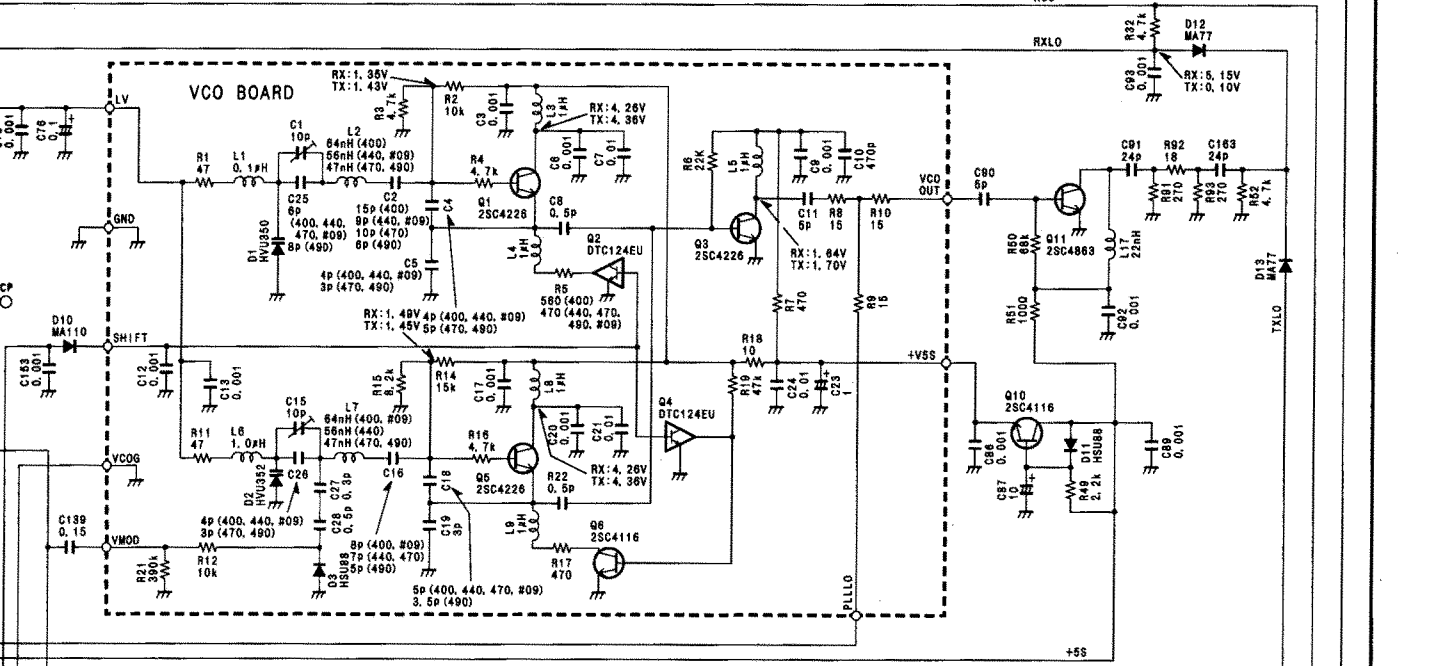 RXLO
R32
4.7k
D12
MA77
C93
0.001
RX:5.15V
TX:0.10V
VCO BOARD
LV
0.001
C76
0.1
RX:1.35V
TX:1.43V
R3
4.7k
R2
10k
C3
0.001
L3
1μH
RX:4.26V
TX:4.36V
C1
10p
L2
64nH(400)
56nH(440,#09)
47nH(470,490)
R1
47
L1
0.1μH
C25
6p
(400,440,
470,#09)
8p(490)
C2
15p(400)
9p(440,#09)
10p(470)
6p(490)
R4
4.7k
Q1
2SC4226
C6
0.001
C7
0.01
C4
C8
0.5p
D1
HVU350
L4
1μH
Q2
DTC124EU
C5
4p(400,440,#09)
3p(470,490)
R5
560(400)
470(440,470,
490,#09)
4p(400,440,#09)
5p(470,490)
RX:1.49V
TX:1.45V
R6
22K
L5
1μH
C9
0.001
C10
470p
Q3
2SC4226
C11
5p
R8
15
R10
15
VCO
OUT
RX:1.64V
TX:1.70V
R7
470
R9
15
C90
5p
R50
68k
Q11
2SC4863
C91
24p
R92
18
C163
24p
R91
270
R93
270
R52
4.7k
L17
22nH
R51
100Ω
C92
0.001
D13
MA77
TXLO
GND
CP
D10
MA110
SHIFT
C153
0.001
C12
0.001
C13
0.001
R15
8.2k
R14
15k
C17
0.001
L8
1μH
R18
10
+V5S
R19
47k
C24
0.01
C23
1
C15
10p
L7
64nH(400,#09)
56nH(440)
47nH(470,490)
R11
47
L6
1.0μH
D2
HVU352
C26
C27
0.3p
C28
0.5p
C16
R16
4.7k
Q5
2SC4226
C20
0.001
C21
0.01
Q4
DTC124EU
RX:4.26V
TX:4.36V
C18
C19
3p
R22
0.5p
L9
1μH
Q6
2SC4116
R17
470
4p(400,440,#09)
3p(470,490)
8p(400,#09)
7p(440,470)
5p(490)
5p(400,440,470,#09)
3.5p(490)
VCOG
C139
0.15
VMOD
R21
390k
R12
10k
D3
HSU88
Q10
2SC4116
C86
0.001
C87
10
D11
HSU88
R49
2.2k
C89
0.001
PLLLO
+5S